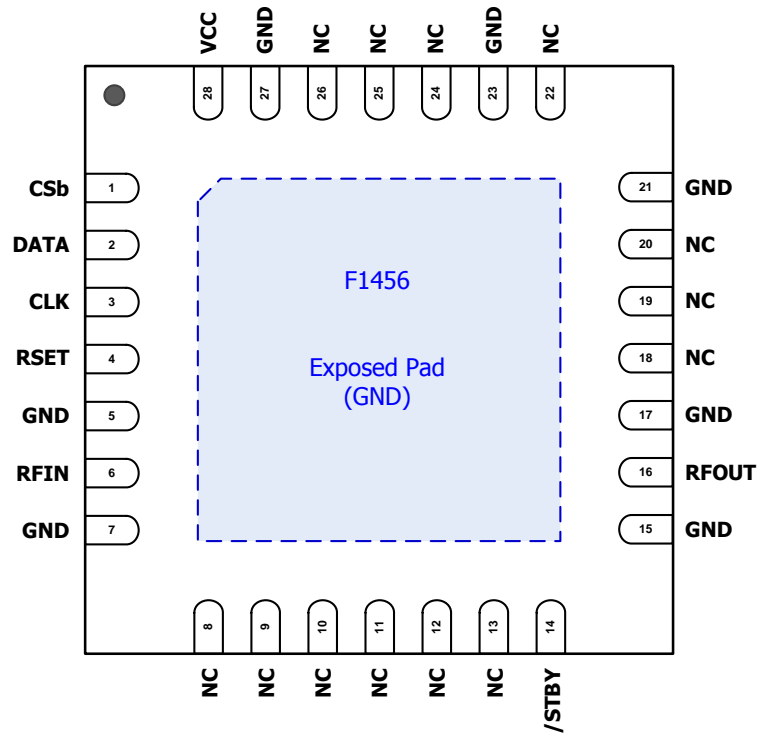 VCC GND NC NC NC GND NC
28 27 26 25 24 23 22
CSb 1 21 GND
DATA 2 20 NC
CLK 3 19 NC
RSET 4 18 NC
GND 5 17 GND
RFIN 6 16 RFOUT
GND 7 15 GND
F1456
Exposed Pad
(GND)
8 9 10 11 12 13 14
NC NC NC NC NC NC /STBY